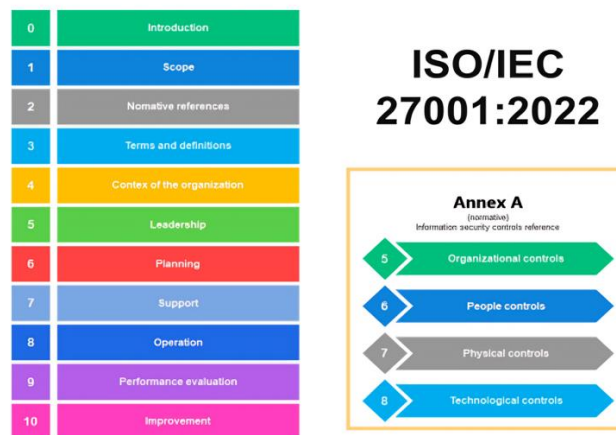 0 Introduction
1 Scope
2 Nomative references
3 Terms and definitions
4 Contex of the organization
5 Leadership
6 Planning
7 Support
8 Operation
9 Performance evaluation
10 Improvement
ISO/IEC
27001:2022
Annex A
(normative)
Information security controls reference
5 Organizational controls
6 People controls
7 Physical controls
8 Technological controls